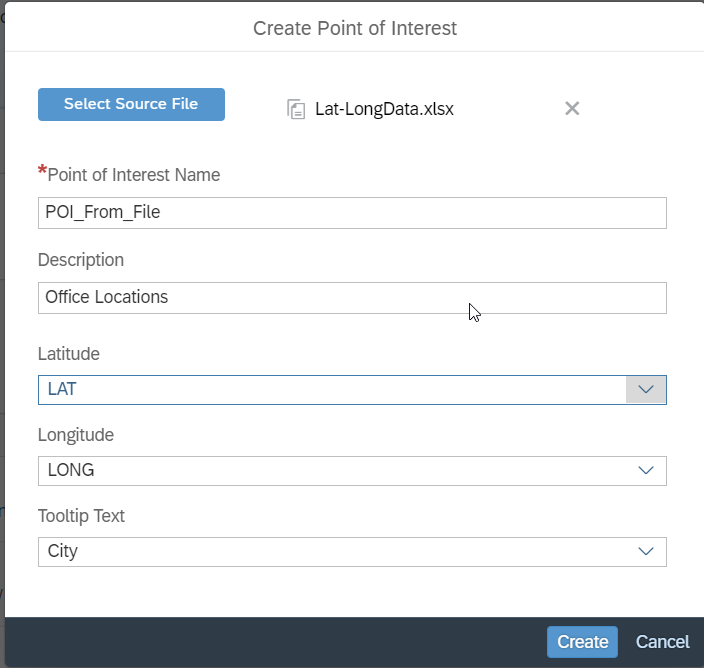 Create Point of Interest
Select Source File
Lat-LongData.xlsx
*Point of Interest Name
POI_From_File
Description
Office Locations
Latitude
LAT
Longitude
LONG
Tooltip Text
City
Create Cancel